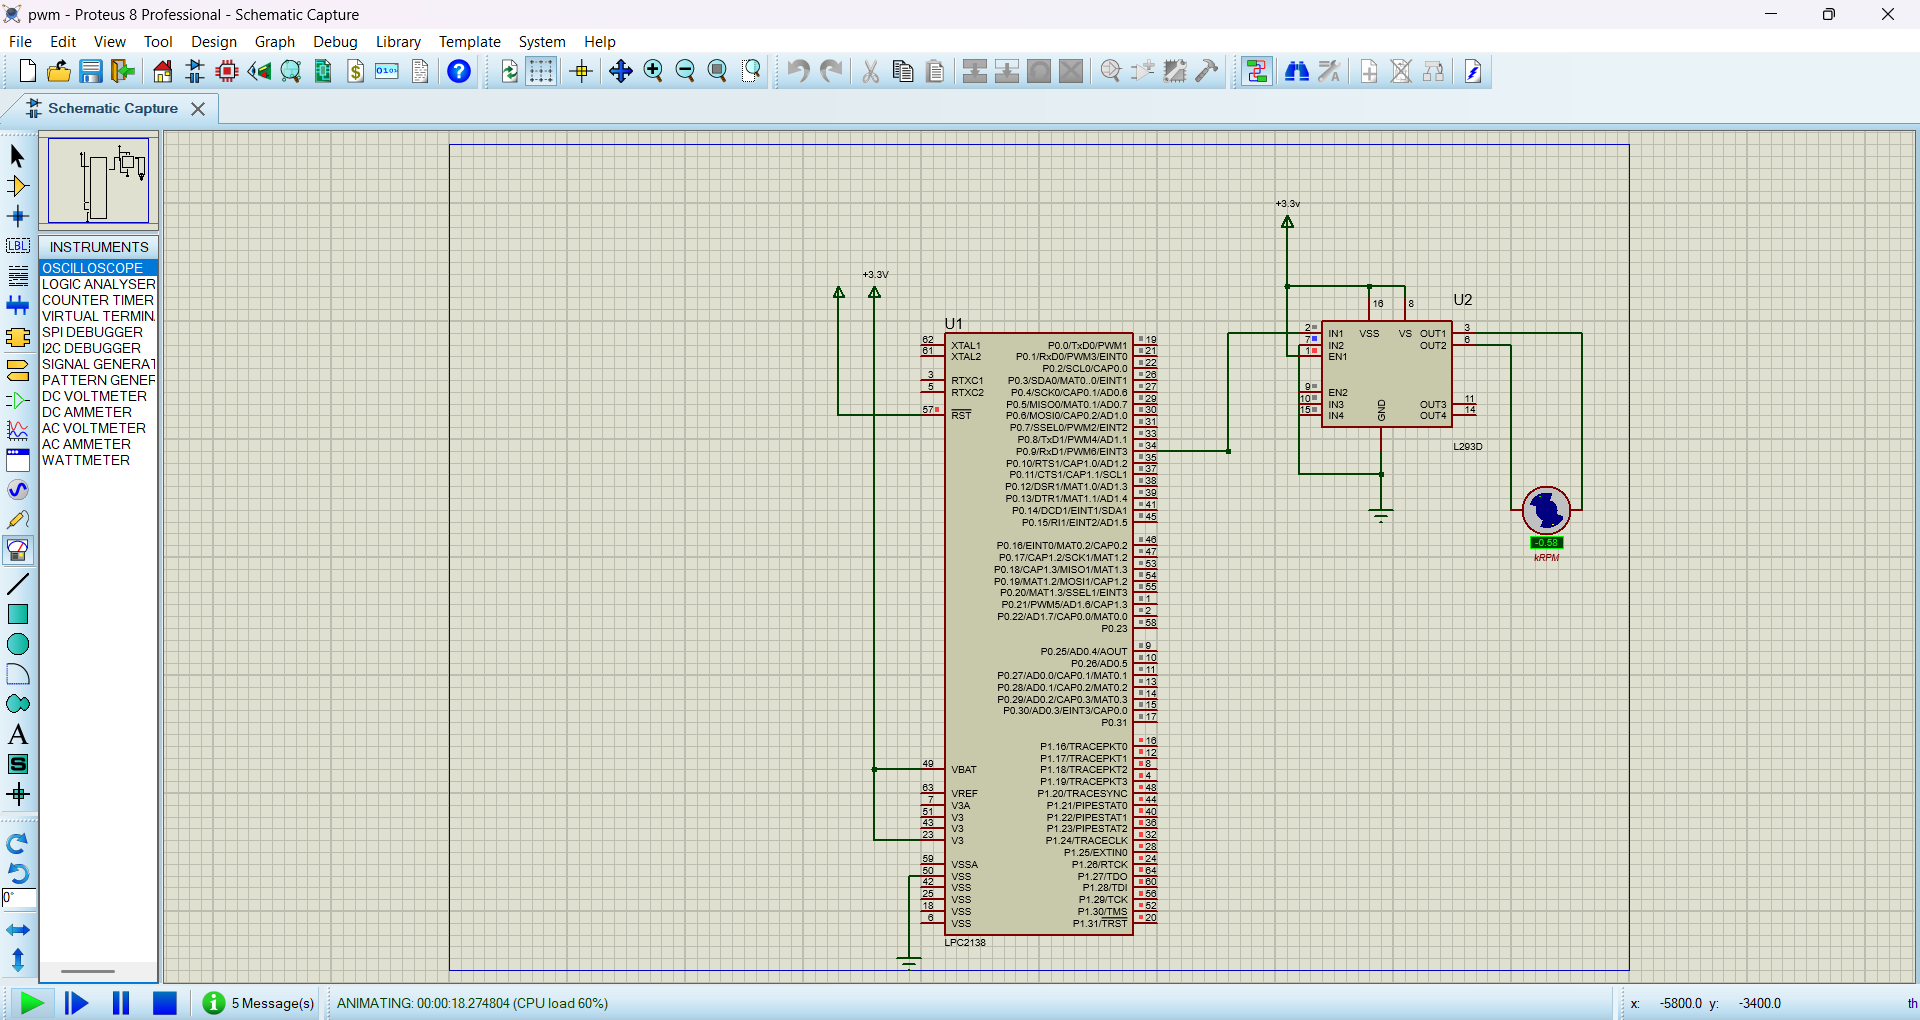 pwm - Proteus 8 Professional - Schematic Capture
File Edit View Tool Design Graph Debug Library Template System Help
Schematic Capture
INSTRUMENTS
OSCILLOSCOPE
LOGIC ANALYSER
COUNTER TIMER
VIRTUAL TERMIN
SPI DEBUGGER
I2C DEBUGGER
SIGNAL GENERAT
PATTERN GENER
DC VOLTMETER
DC AMMETER
AC VOLTMETER
AC AMMETER
WATTMETER
LBL
0°
+3.3V
U1
62 XTAL1
61 XTAL2
3 RTXC1
5 RTXC2
57 RST
49 VBAT
63 VREF
7 V3A
51 V3
43 V3
23 V3
59 VSSA
50 VSS
42 VSS
25 VSS
18 VSS
6 VSS
P0.0/TxD0/PWM1 19
P0.1/RxD0/PWM3/EINT0 21
P0.2/SCL0/CAP0.0 22
P0.3/SDA0/MAT0..0/EINT1 26
P0.4/SCK0/CAP0.1/AD0.6 27
P0.5/MISO0/MAT0.1/AD0.7 29
P0.6/MOSI0/CAP0.2/AD1.0 30
P0.7/SSEL0/PWM2/EINT2 31
P0.8/TxD1/PWM4/AD1.1 33
P0.9/RxD1/PWM6/EINT3 34
P0.10/RTS1/CAP1.0/AD1.2 35
P0.11/CTS1/CAP1.1/SCL1 37
P0.12/DSR1/MAT1.0/AD1.3 38
P0.13/DTR1/MAT1.1/AD1.4 39
P0.14/DCD1/EINT1/SDA1 41
P0.15/RI1/EINT2/AD1.5 45
P0.16/EINT0/MAT0.2/CAP0.2 46
P0.17/CAP1.2/SCK1/MAT1.2 47
P0.18/CAP1.3/MISO1/MAT1.3 53
P0.19/MAT1.2/MOSI1/CAP1.2 54
P0.20/MAT1.3/SSEL1/EINT3 55
P0.21/PWM5/AD1.6/CAP1.3 1
P0.22/AD1.7/CAP0.0/MAT0.0 2
P0.23 58
P0.25/AD0.4/AOUT 9
P0.26/AD0.5 10
P0.27/AD0.0/CAP0.1/MAT0.1 11
P0.28/AD0.1/CAP0.2/MAT0.2 13
P0.29/AD0.2/CAP0.3/MAT0.3 14
P0.30/AD0.3/EINT3/CAP0.0 15
P0.31 17
P1.16/TRACEPKT0 16
P1.17/TRACEPKT1 12
P1.18/TRACEPKT2 8
P1.19/TRACEPKT3 4
P1.20/TRACESYNC 48
P1.21/PIPESTAT0 44
P1.22/PIPESTAT1 40
P1.23/PIPESTAT2 36
P1.24/TRACECLK 32
P1.25/EXTIN0 28
P1.26/RTCK 24
P1.27/TDO 64
P1.28/TDI 60
P1.29/TCK 56
P1.30/TMS 52
P1.31/TRST 20
LPC2138
+3.3v
16 8 U2
2 IN1 VSS VS OUT1 3
7 IN2 OUT2 6
1 EN1
9 EN2
10 IN3 OUT3 11
15 IN4 OUT4 14
GND
L293D
-0.58
kRPM
5 Message(s) ANIMATING: 00:00:18.274804 (CPU load 60%)
x: -5800.0 y: -3400.0 th